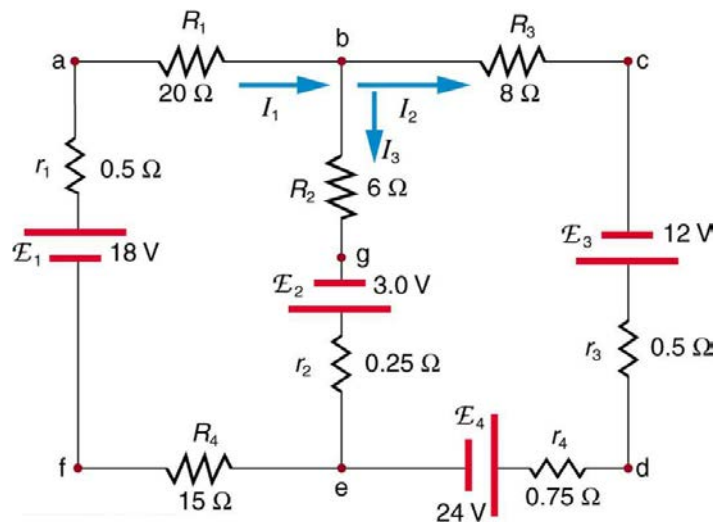 R₁
b
R₃
a
c
20 Ω
I₁
I₂
8 Ω
I₃
r₁
0.5 Ω
R₂
6 Ω
ℰ₁
18 V
g
ℰ₃
12 V
ℰ₂
3.0 V
r₂
0.25 Ω
r₃
0.5 Ω
R₄
ℰ₄
r₄
f
e
d
15 Ω
24 V
0.75 Ω